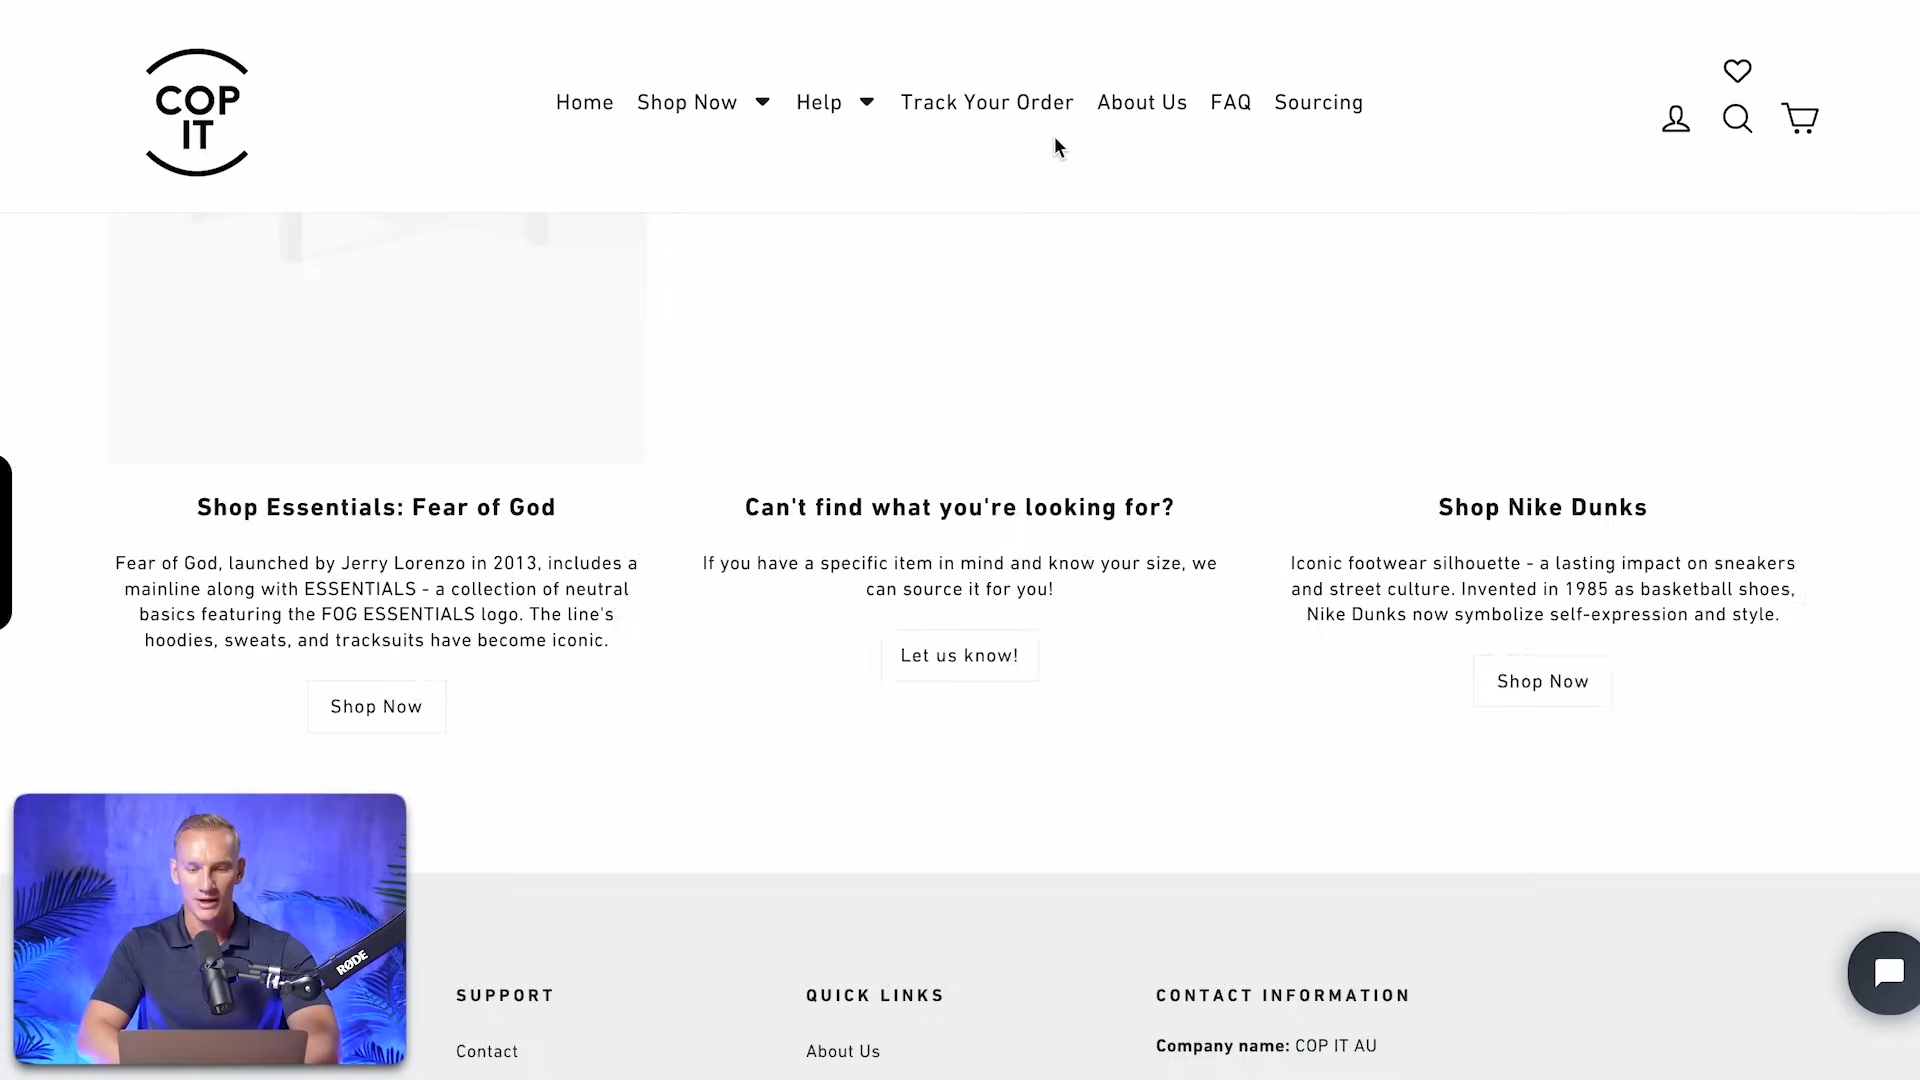 COP
IT
Home Shop Now Help Track Your Order About Us FAQ Sourcing
Shop Essentials: Fear of God
Fear of God, launched by Jerry Lorenzo in 2013, includes a
mainline along with ESSENTIALS - a collection of neutral
basics featuring the FOG ESSENTIALS logo. The line's
hoodies, sweats, and tracksuits have become iconic.
Shop Now
Can't find what you're looking for?
If you have a specific item in mind and know your size, we
can source it for you!
Let us know!
Shop Nike Dunks
Iconic footwear silhouette - a lasting impact on sneakers
and street culture. Invented in 1985 as basketball shoes,
Nike Dunks now symbolize self-expression and style.
Shop Now
RØDE
SUPPORT
Contact
QUICK LINKS
About Us
CONTACT INFORMATION
Company name: COP IT AU